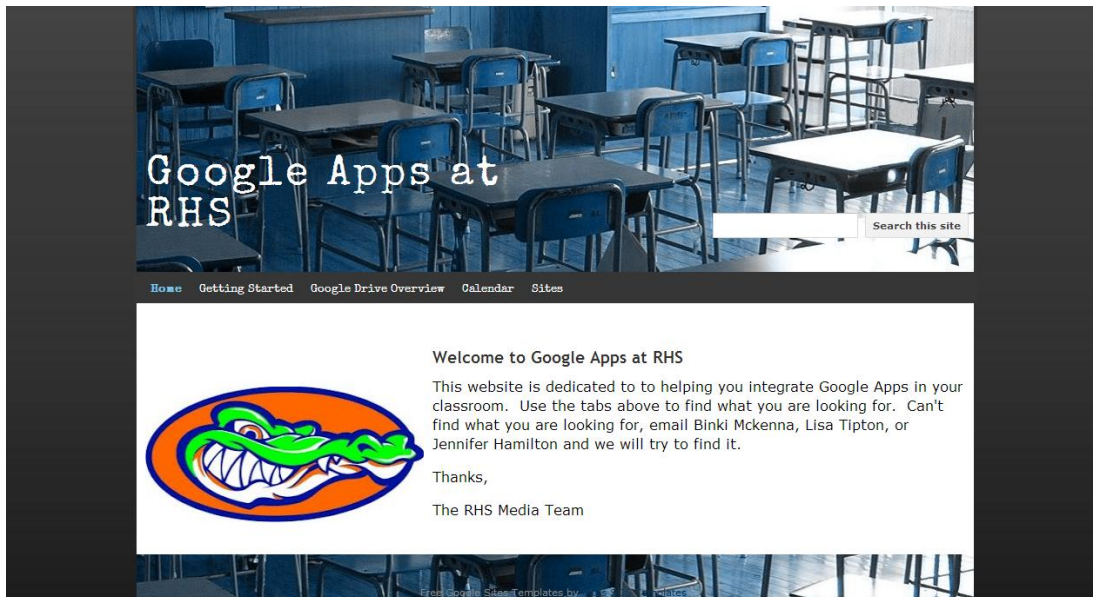 Google Apps at
RHS
Search this site
Home Getting Started Google Drive Overview Calendar Sites
Welcome to Google Apps at RHS
This website is dedicated to to helping you integrate Google Apps in your
classroom.  Use the tabs above to find what you are looking for.  Can't
find what you are looking for, email Binki Mckenna, Lisa Tipton, or
Jennifer Hamilton and we will try to find it.
Thanks,
The RHS Media Team
Free Google Sites Templates by